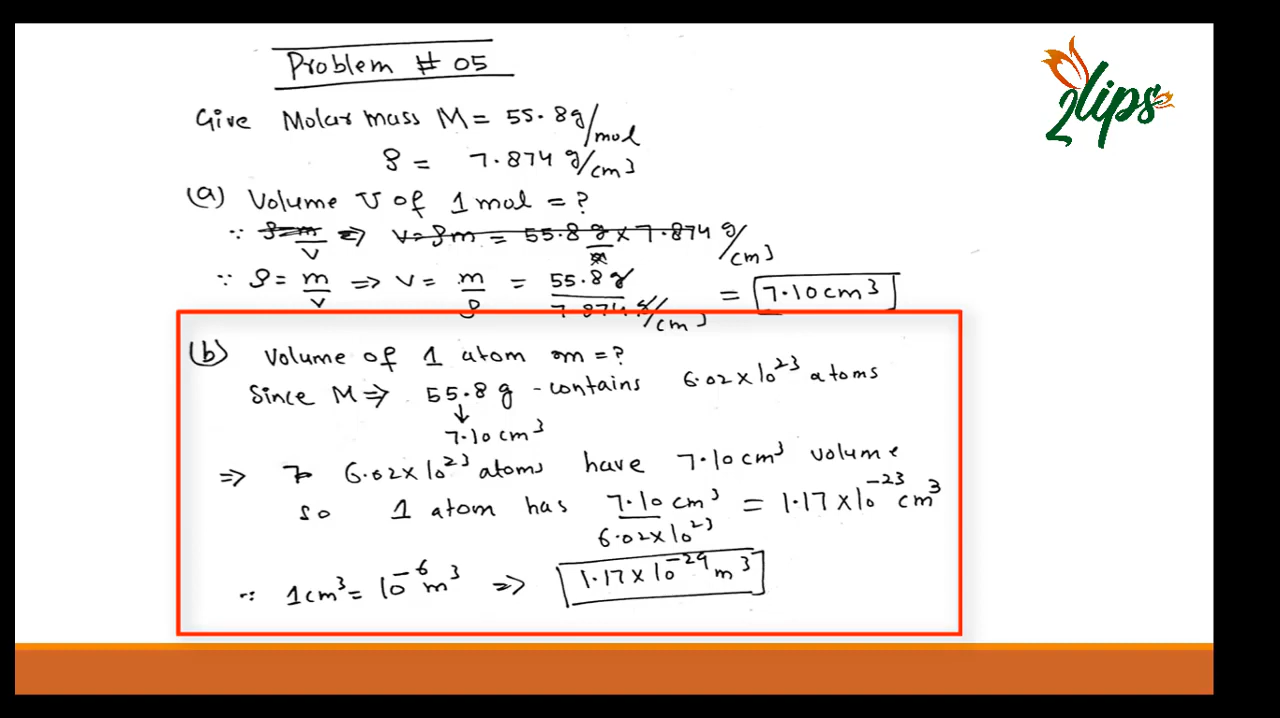 Problem # 05
2lips
Give Molar mass M = 55.8 g/mol
ρ = 7.874 g/cm3
(a) Volume V of 1 mol = ?
∵ ρ=m/V => V=ρm = 55.8 g/m × 7.874 g/cm3
∵ ρ = m/V => V = m/ρ = 55.8 g / 7.874 g/cm3 = 7.10 cm3
(b) Volume of 1 atom m = ?
Since M => 55.8 g - contains 6.02 × 10^23 atoms
↓
7.10 cm3
=> 6.02 × 10^23 atoms have 7.10 cm3 volume
so 1 atom has 7.10 cm3 / 6.02 × 10^23 = 1.17 × 10^-23 cm3
∵ 1 cm3 = 10^-6 m3 => 1.17 × 10^-29 m3